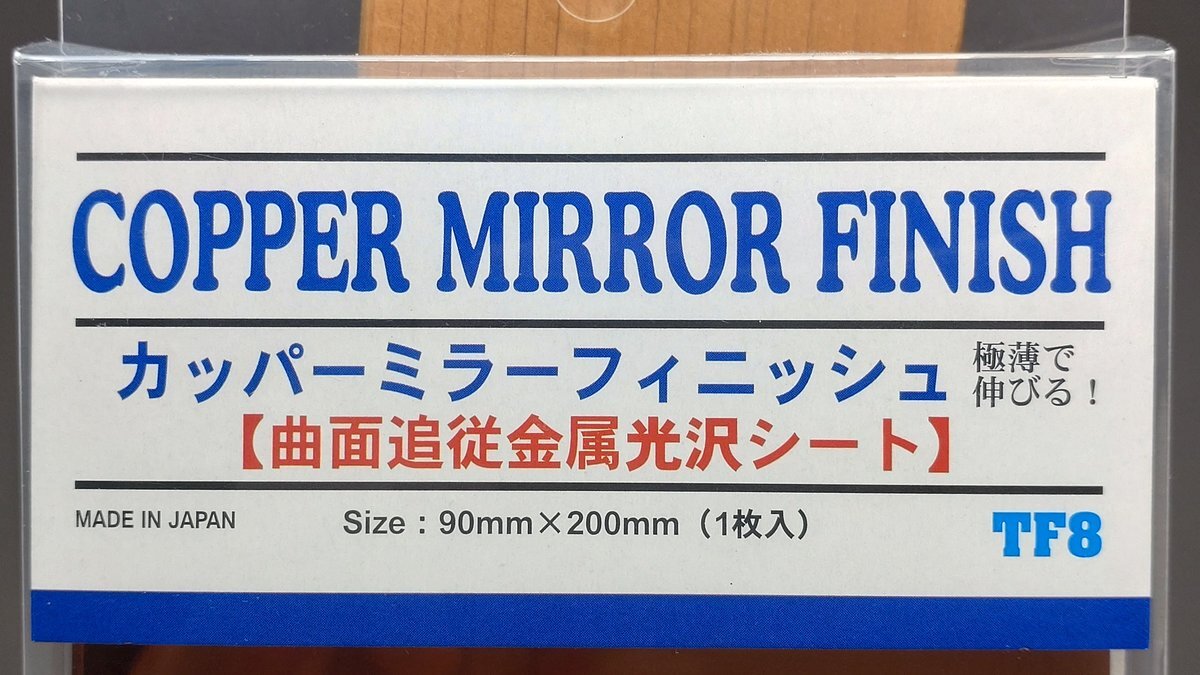 COPPER MIRROR FINISH
カッパーミラーフィニッシュ
極薄で
伸びる！
【曲面追従金属光沢シート】
MADE IN JAPAN
Size：90mm×200mm（1枚入）
TF8